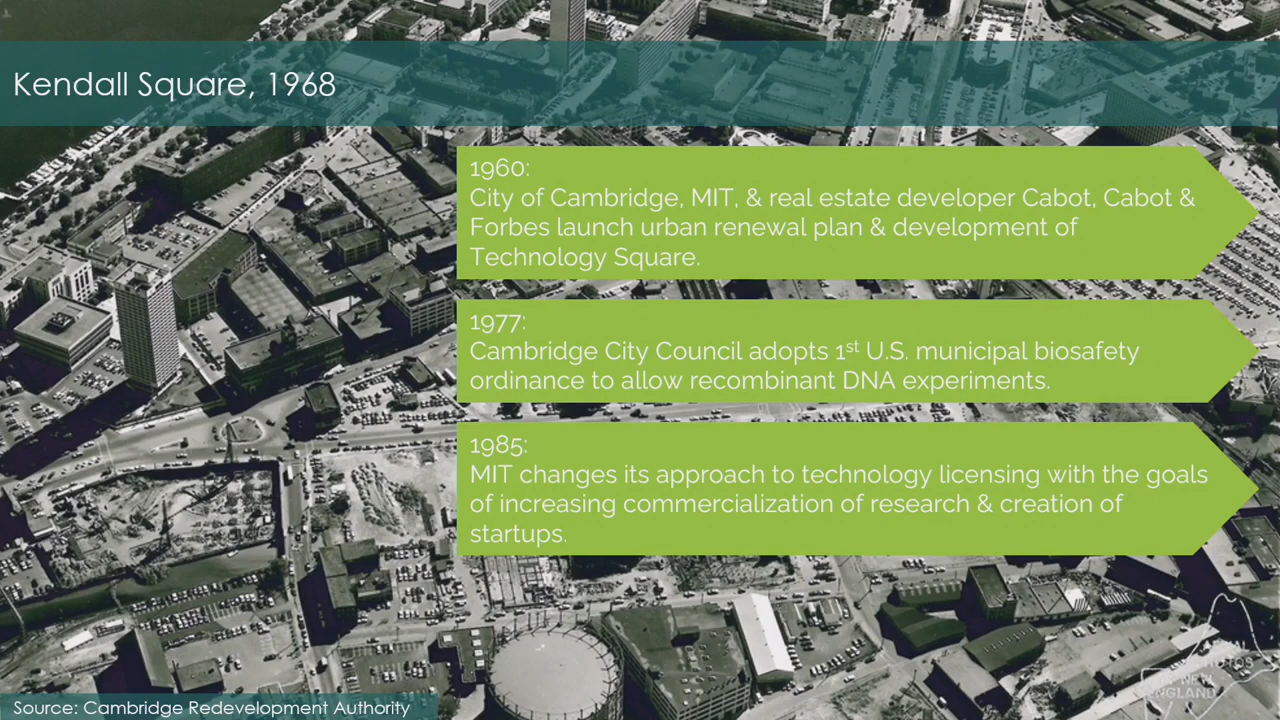 Kendall Square, 1968
1960:
City of Cambridge, MIT, & real estate developer Cabot, Cabot &
Forbes launch urban renewal plan & development of
Technology Square.
1977:
Cambridge City Council adopts 1st U.S. municipal biosafety
ordinance to allow recombinant DNA experiments.
1985:
MIT changes its approach to technology licensing with the goals
of increasing commercialization of research & creation of
startups.
PHOTOS
NEW
ENGLAND
Source: Cambridge Redevelopment Authority